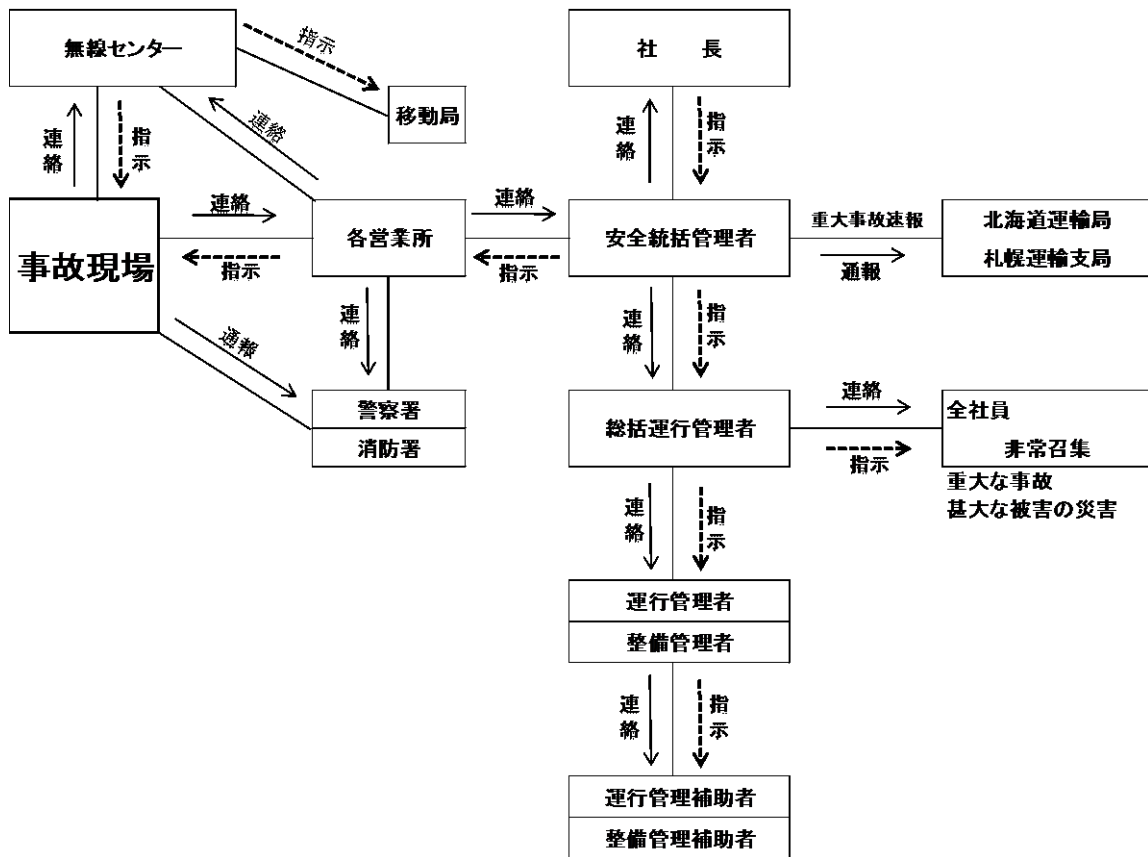 無線センター
指示
社　　長
移動局
連絡
指示
連絡
連絡
指示
事故現場
連絡
指示
各営業所
連絡
指示
安全統括管理者
重大事故速報
通報
北海道運輸局
札幌運輸支局
通報
連絡
連絡
指示
警察署
消防署
総括運行管理者
連絡
指示
全社員
非常召集
重大な事故
甚大な被害の災害
連絡
指示
運行管理者
整備管理者
連絡
指示
運行管理補助者
整備管理補助者